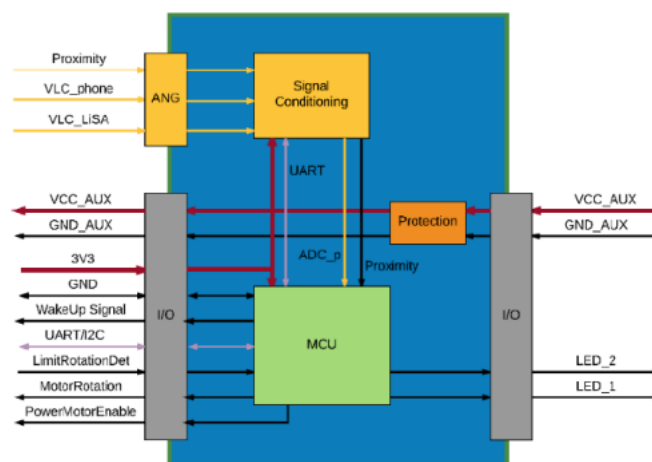 Proximity
VLC_phone
VLC_LiSA
ANG
Signal
Conditioning
UART
VCC_AUX
GND_AUX
Protection
VCC_AUX
GND_AUX
3V3
ADC_p
Proximity
GND
WakeUp Signal
I/O
MCU
I/O
UART/I2C
LimitRotationDet
LED_2
MotorRotation
LED_1
PowerMotorEnable